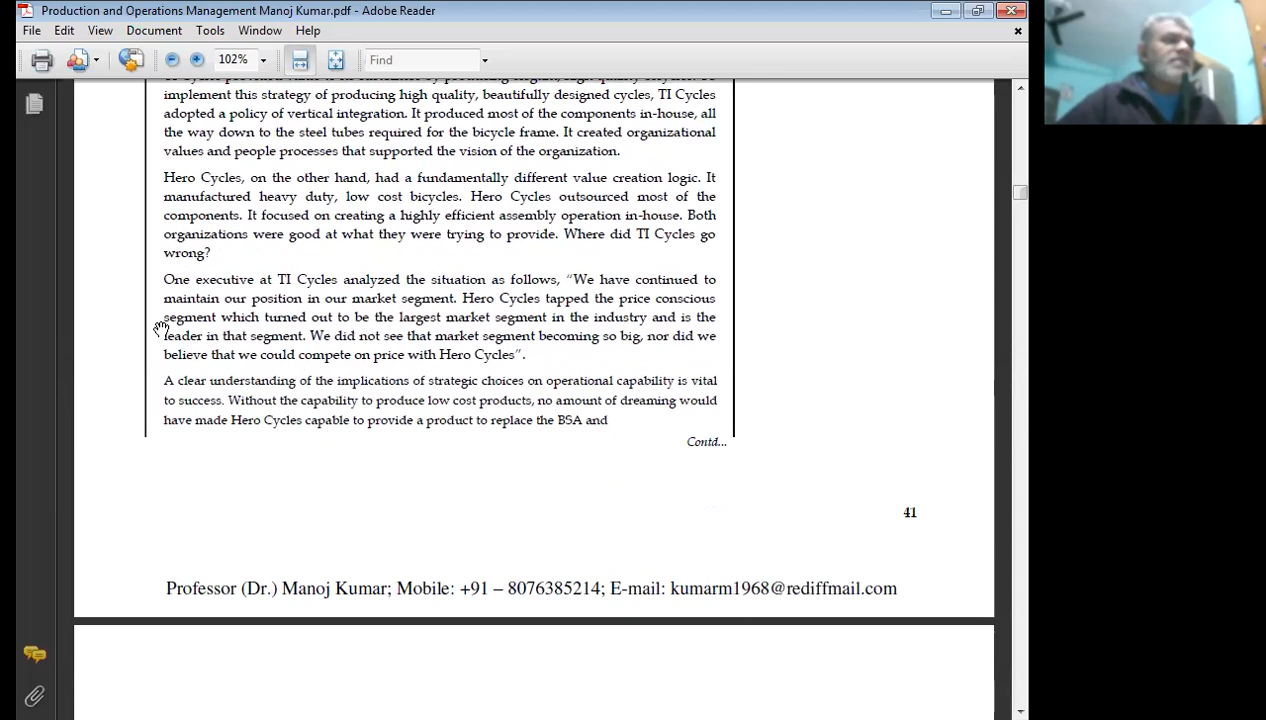 Production and Operations Management Manoj Kumar.pdf - Adobe Reader
File Edit View Document Tools Window Help
102% Find
implement this strategy of producing high quality, beautifully designed cycles, TI Cycles
adopted a policy of vertical integration. It produced most of the components in-house, all
the way down to the steel tubes required for the bicycle frame. It created organizational
values and people processes that supported the vision of the organization.
Hero Cycles, on the other hand, had a fundamentally different value creation logic. It
manufactured heavy duty, low cost bicycles. Hero Cycles outsourced most of the
components. It focused on creating a highly efficient assembly operation in-house. Both
organizations were good at what they were trying to provide. Where did TI Cycles go
wrong?
One executive at TI Cycles analyzed the situation as follows, “We have continued to
maintain our position in our market segment. Hero Cycles tapped the price conscious
segment which turned out to be the largest market segment in the industry and is the
leader in that segment. We did not see that market segment becoming so big, nor did we
believe that we could compete on price with Hero Cycles”.
A clear understanding of the implications of strategic choices on operational capability is vital
to success. Without the capability to produce low cost products, no amount of dreaming would
have made Hero Cycles capable to provide a product to replace the BSA and
Contd...
41
Professor (Dr.) Manoj Kumar; Mobile: +91 – 8076385214; E-mail: kumarm1968@rediffmail.com